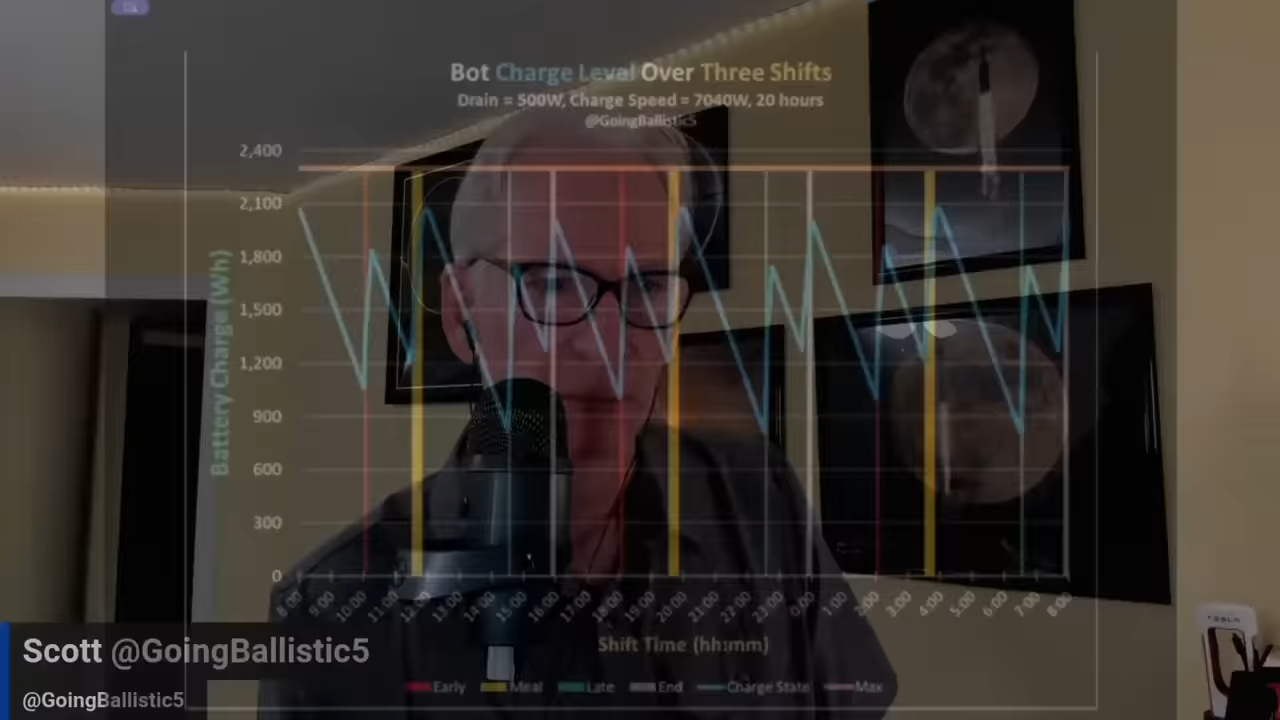 Bot Charge Level Over Three Shifts
Drain = 500W, Charge Speed = 7040W, 20 hours
@GoingBallistic5
2,400
2,100
1,800
1,500
1,200
900
600
300
0
Battery Charge (Wh)
8:00 9:00 10:00 11:00 12:00 13:00 14:00 15:00 16:00 17:00 18:00 19:00 20:00 21:00 22:00 23:00 0:00 1:00 2:00 3:00 4:00 5:00 6:00 7:00 8:00
Shift Time (hh:mm)
Early Meal Late End Charge State Max
Scott @GoingBallistic5
@GoingBallistic5
TESLA